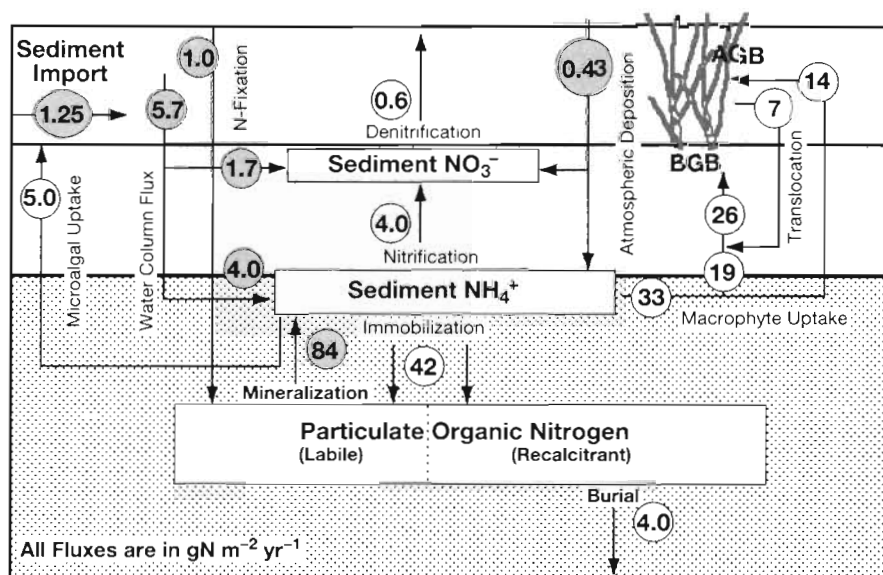 Sediment
Import
1.25
1.0
5.7
N-Fixation
0.6
Denitrification
0.43
Atmospheric Deposition
AGB
14
7
BGB
Translocation
Sediment NO₃⁻
1.7
5.0
Microalgal Uptake
Water Column Flux
4.0
Nitrification
26
19
4.0
Sediment NH₄⁺
33
Macrophyte Uptake
Immobilization
84
42
Mineralization
Particulate Organic Nitrogen
(Labile) (Recalcitrant)
Burial
4.0
All Fluxes are in gN m⁻² yr⁻¹